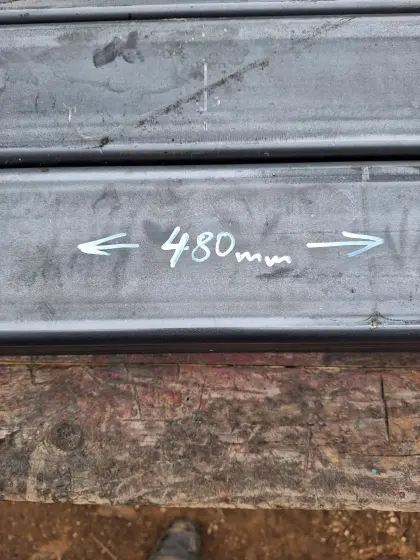 ← 480mm →